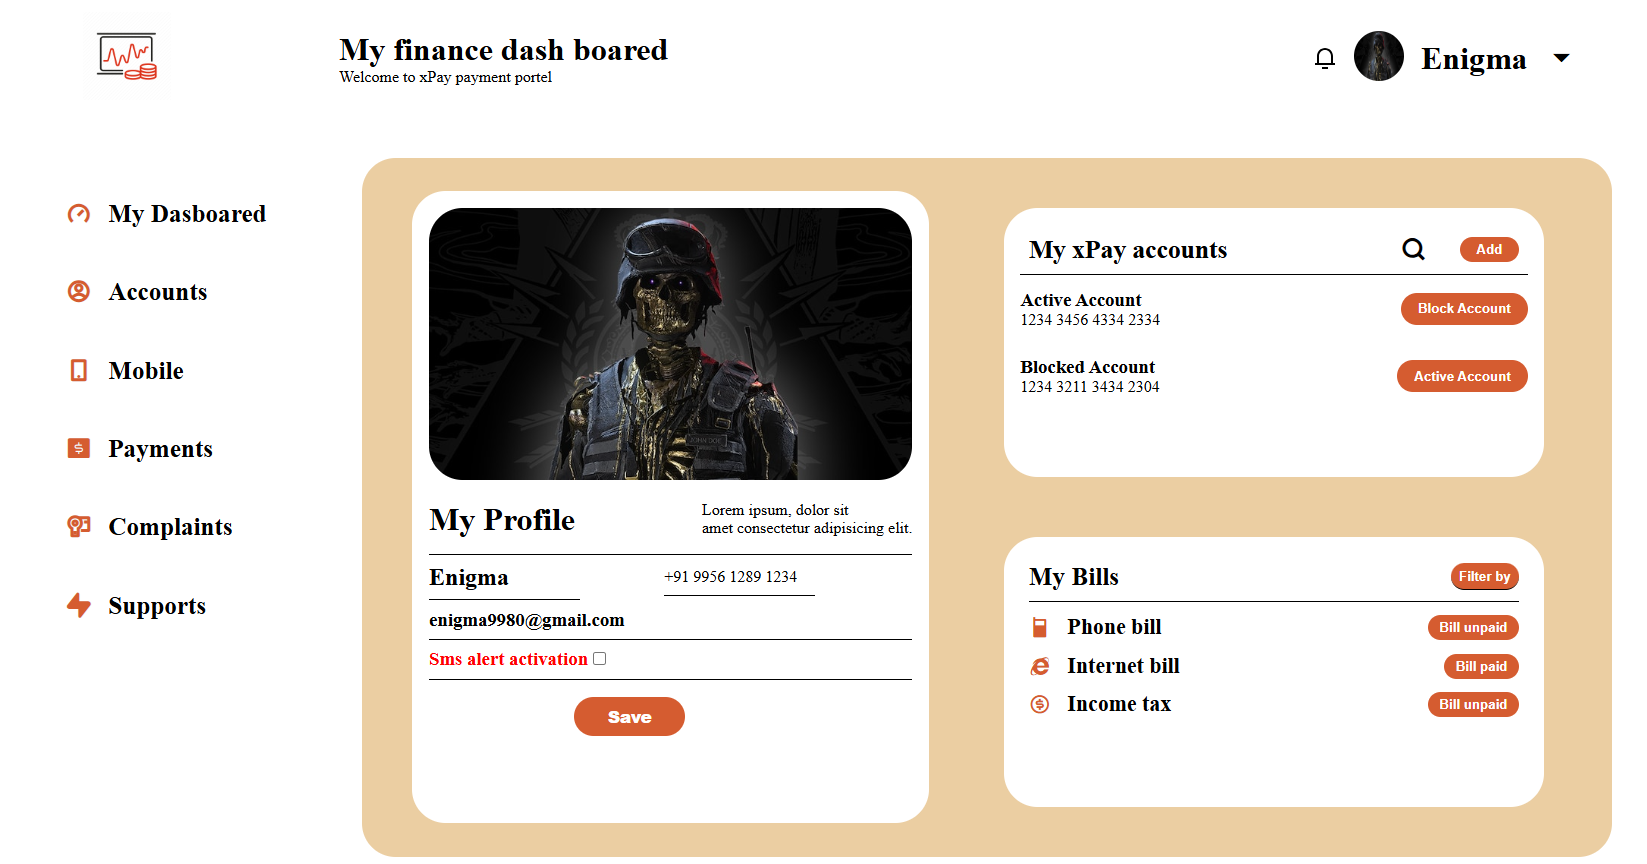 My finance dash boared
Welcome to xPay payment portel
Enigma
My Dasboared
Accounts
Mobile
Payments
Complaints
Supports
JOHN DOE
My Profile
Lorem ipsum, dolor sit
amet consectetur adipisicing elit.
Enigma
+91 9956 1289 1234
enigma9980@gmail.com
Sms alert activation
Save
My xPay accounts
Add
Active Account
1234 3456 4334 2334
Block Account
Blocked Account
1234 3211 3434 2304
Active Account
My Bills
Filter by
Phone bill
Bill unpaid
Internet bill
Bill paid
Income tax
Bill unpaid